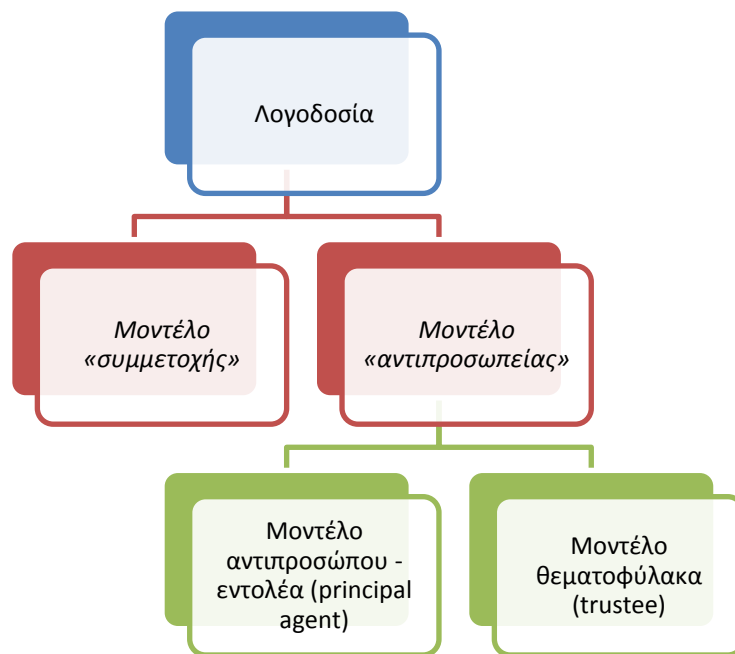 Λογοδοσία
Μοντέλο
«συμμετοχής»
Μοντέλο
«αντιπροσωπείας»
Μοντέλο
αντιπροσώπου -
εντολέα (principal
agent)
Μοντέλο
θεματοφύλακα
(trustee)